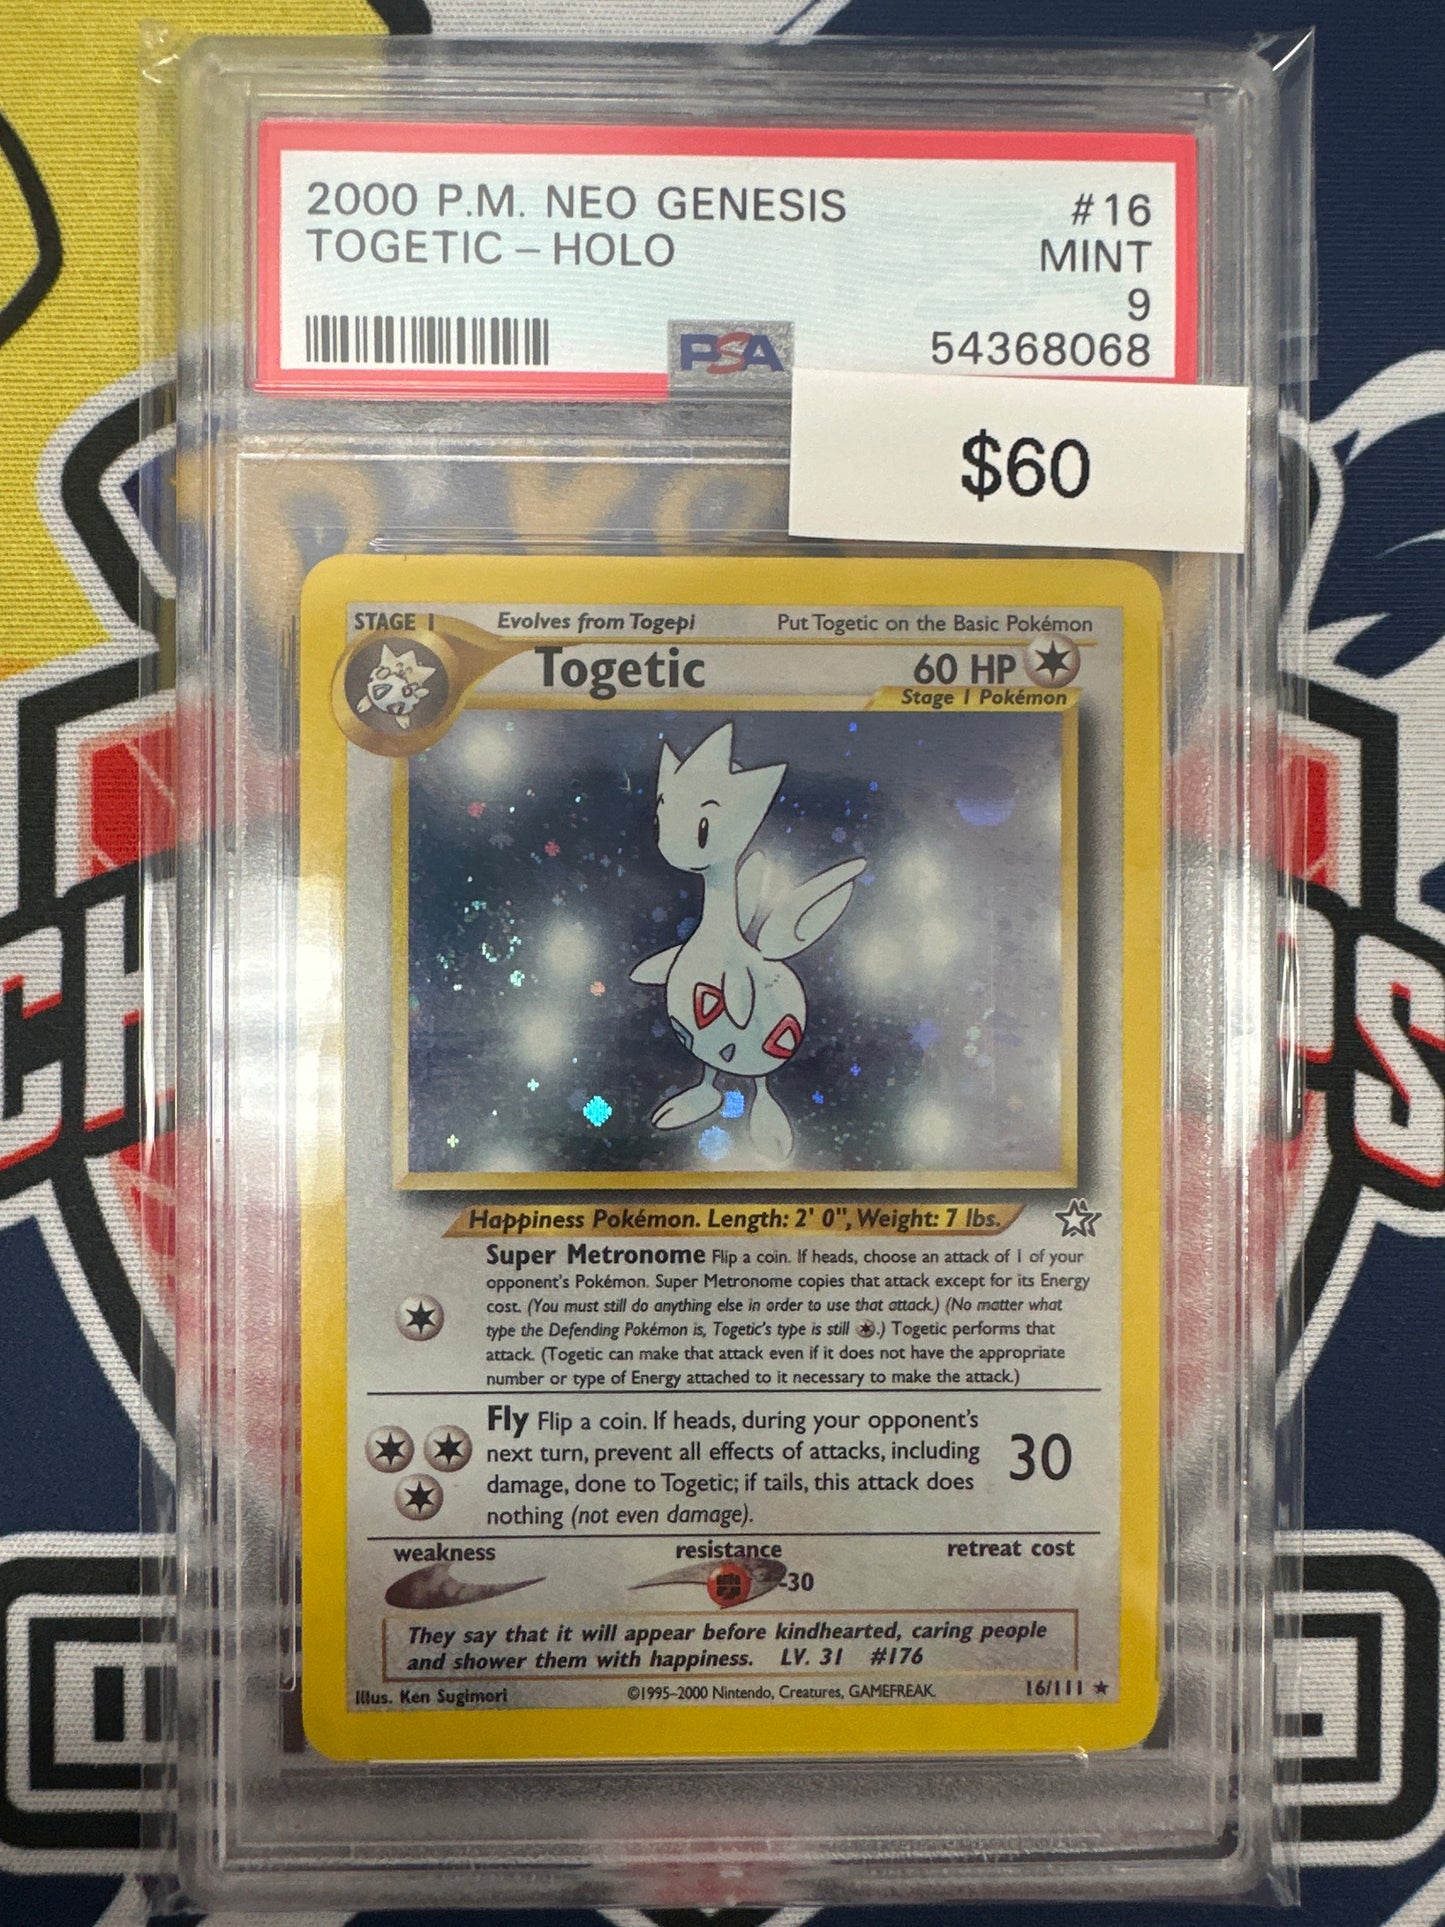 2000 P.M. NEO GENESIS #16
TOGETIC – HOLO MINT
9
PSA 54368068
$60
STAGE 1 Evolves from Togepi Put Togetic on the Basic Pokémon
Togetic 60 HP
Stage 1 Pokémon
Happiness Pokémon. Length: 2' 0", Weight: 7 lbs.
Super Metronome Flip a coin. If heads, choose an attack of 1 of your
opponent's Pokémon. Super Metronome copies that attack except for its Energy
cost. (You must still do anything else in order to use that attack.) (No matter what
type the Defending Pokémon is, Togetic's type is still .) Togetic performs that
attack. (Togetic can make that attack even if it does not have the appropriate
number or type of Energy attached to it necessary to make the attack.)
Fly Flip a coin. If heads, during your opponent's
next turn, prevent all effects of attacks, including
damage, done to Togetic; if tails, this attack does
nothing (not even damage).
30
weakness resistance retreat cost
-30
They say that it will appear before kindhearted, caring people
and shower them with happiness. LV. 31 #176
Illus. Ken Sugimori ©1995–2000 Nintendo, Creatures, GAMEFREAK. 16/111 ★